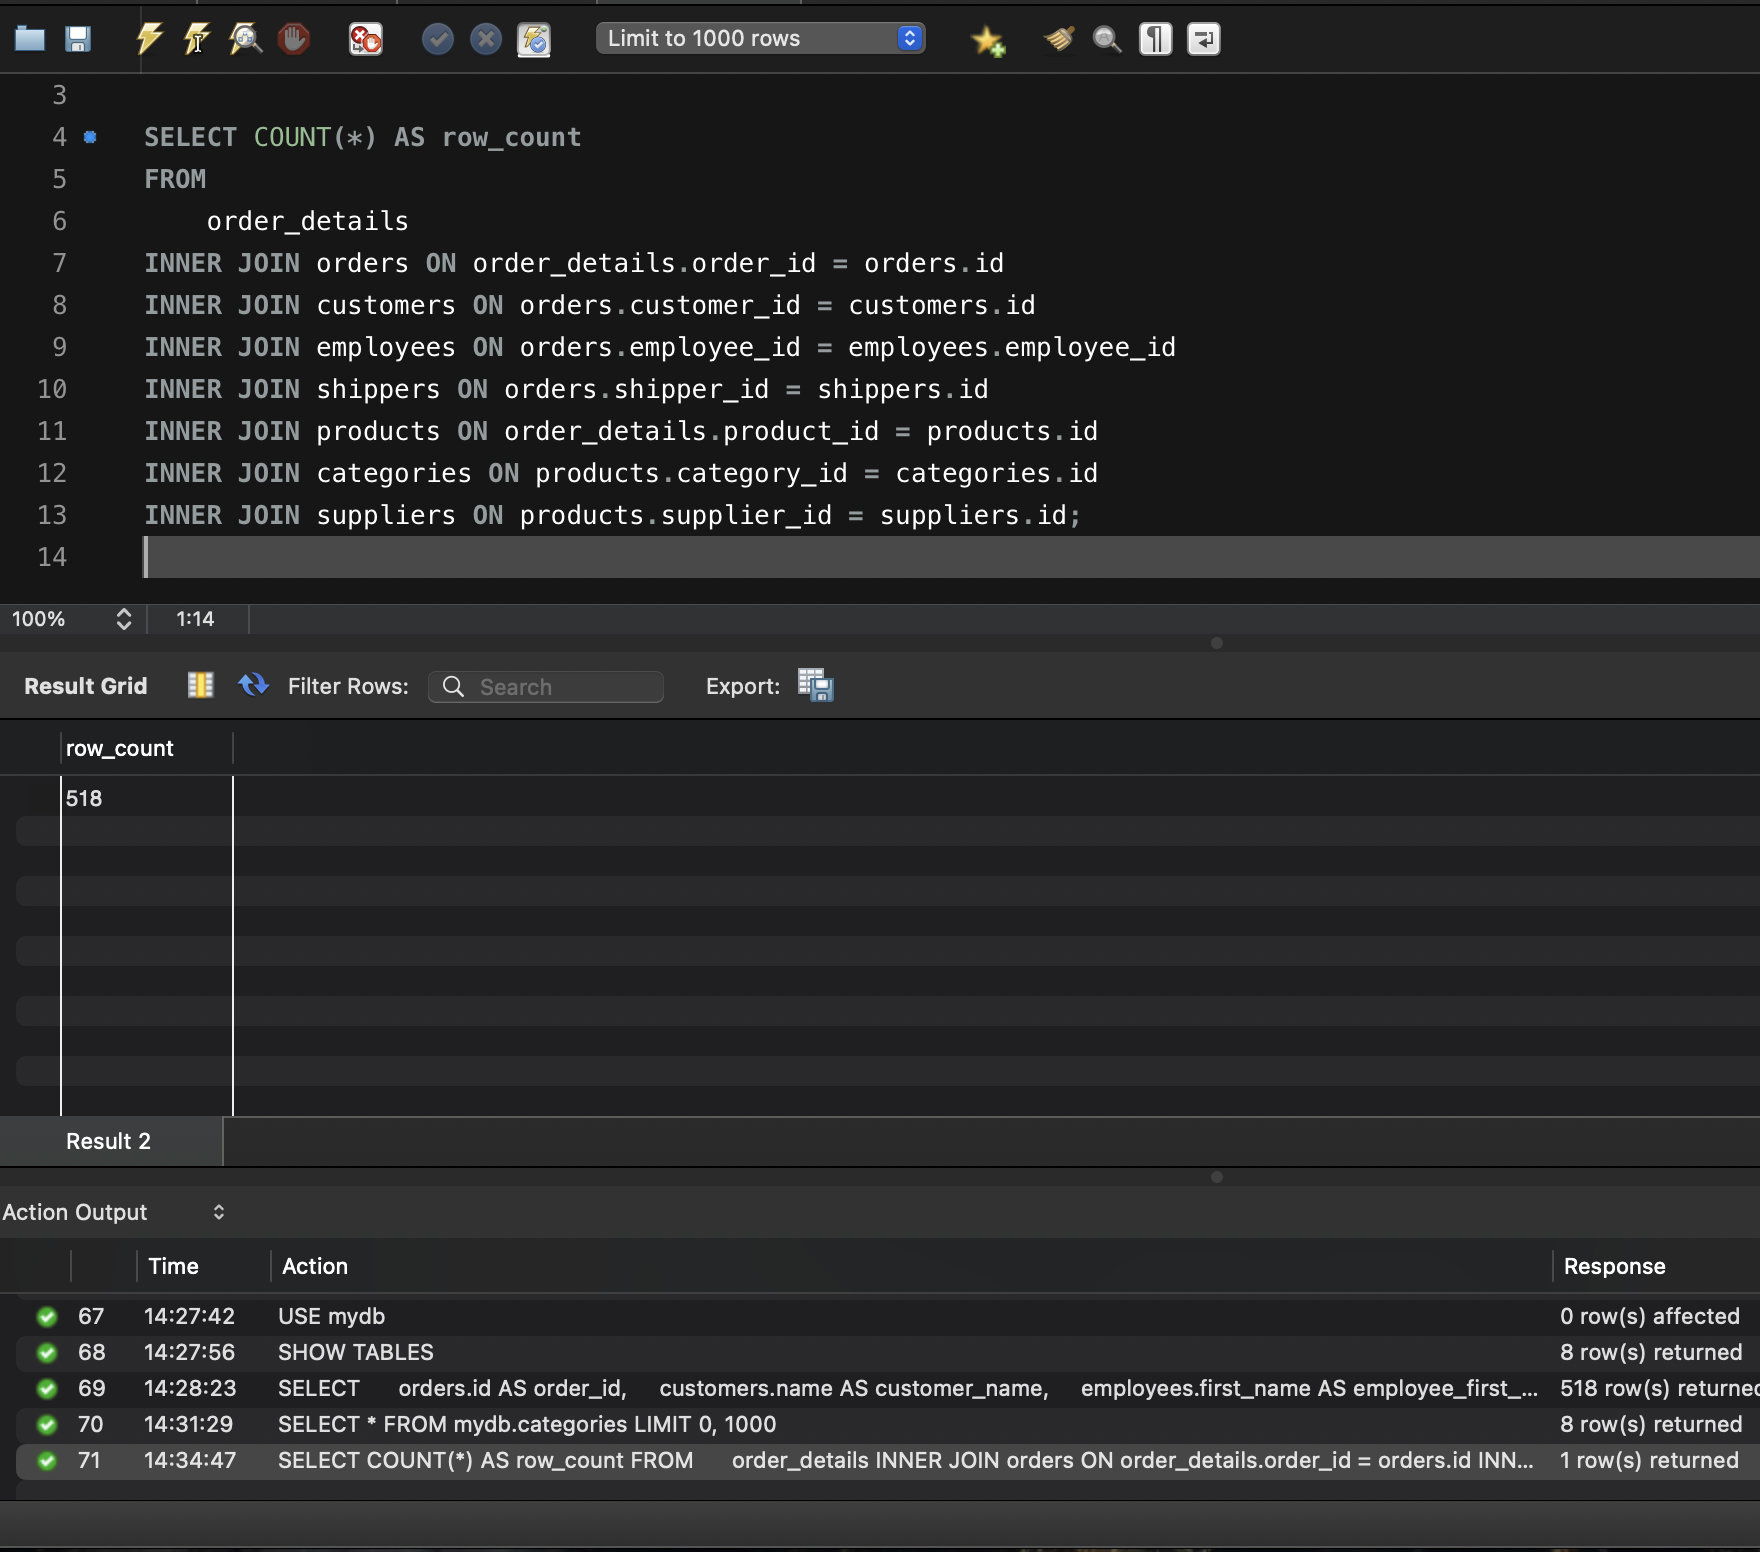 Limit to 1000 rows
3
4 SELECT COUNT(*) AS row_count
5 FROM
6 order_details
7 INNER JOIN orders ON order_details.order_id = orders.id
8 INNER JOIN customers ON orders.customer_id = customers.id
9 INNER JOIN employees ON orders.employee_id = employees.employee_id
10 INNER JOIN shippers ON orders.shipper_id = shippers.id
11 INNER JOIN products ON order_details.product_id = products.id
12 INNER JOIN categories ON products.category_id = categories.id
13 INNER JOIN suppliers ON products.supplier_id = suppliers.id;
14
100% 1:14
Result Grid Filter Rows: Search Export:
row_count
518
Result 2
Action Output
Time Action Response
67 14:27:42 USE mydb 0 row(s) affected
68 14:27:56 SHOW TABLES 8 row(s) returned
69 14:28:23 SELECT orders.id AS order_id, customers.name AS customer_name, employees.first_name AS employee_first_... 518 row(s) returned
70 14:31:29 SELECT * FROM mydb.categories LIMIT 0, 1000 8 row(s) returned
71 14:34:47 SELECT COUNT(*) AS row_count FROM order_details INNER JOIN orders ON order_details.order_id = orders.id INN... 1 row(s) returned